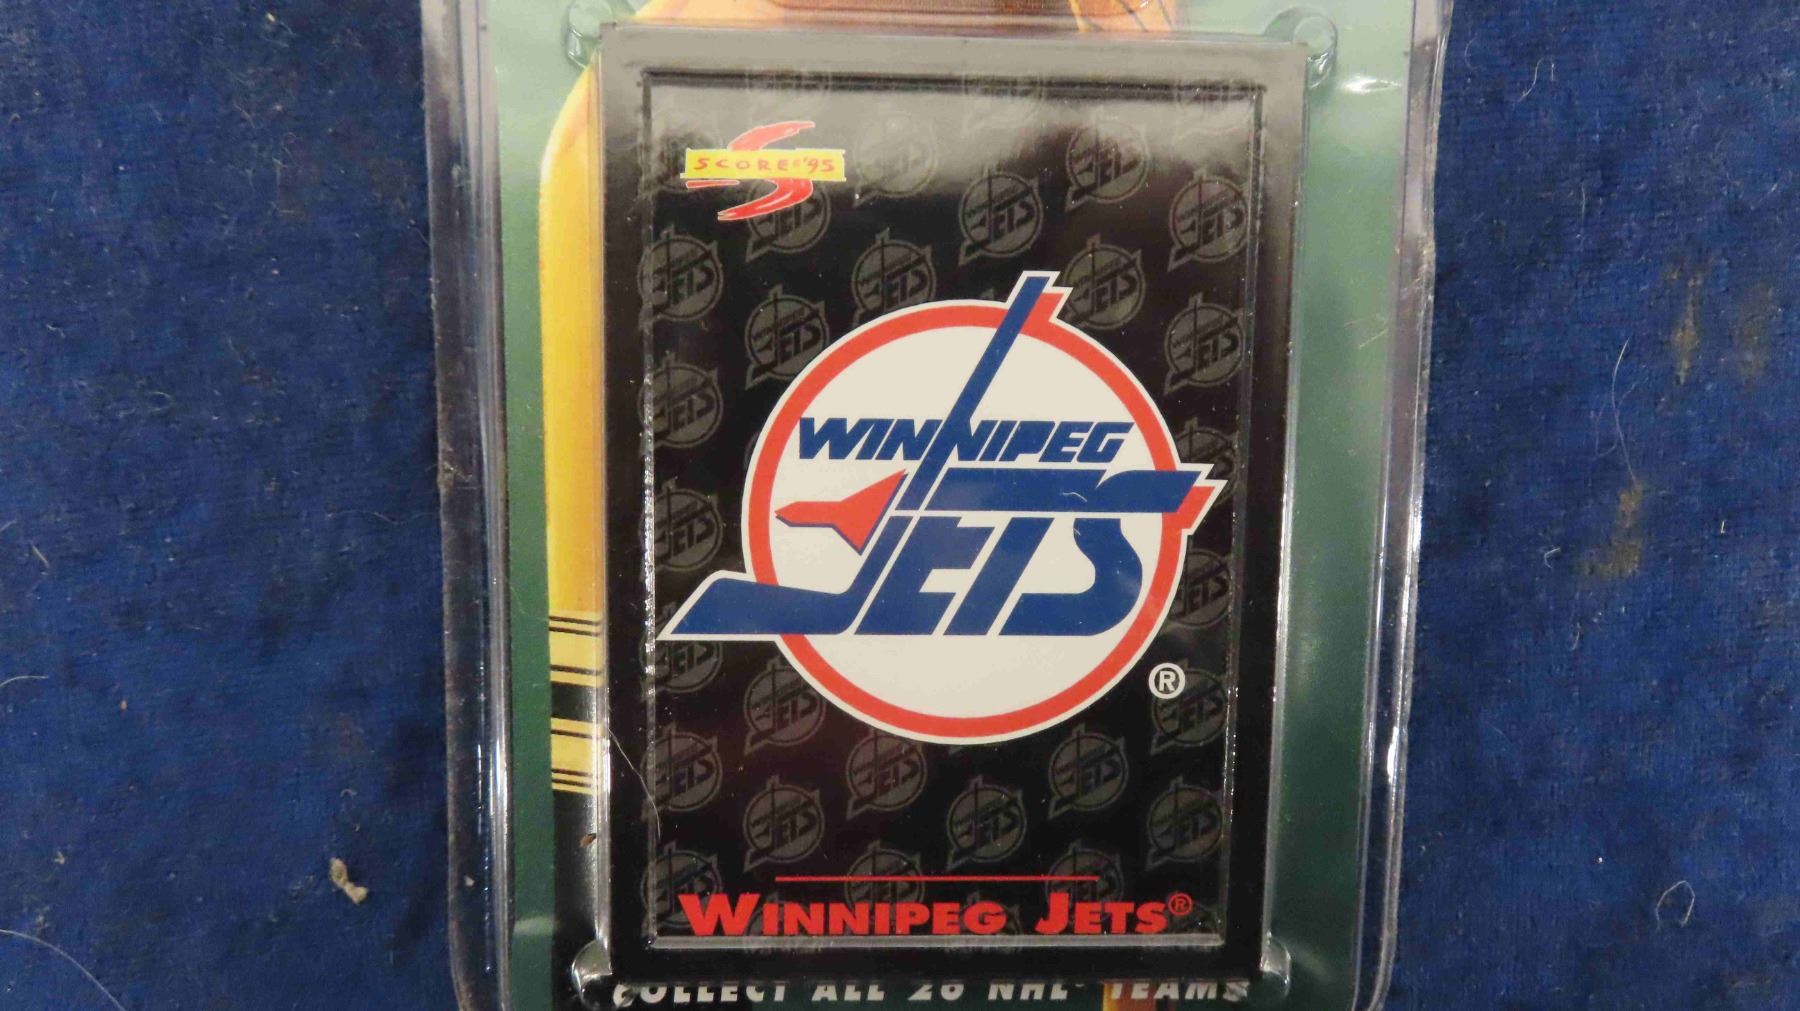 SCORE '95
WINNIPEG
JETS
®
WINNIPEG JETS®
COLLECT ALL 26 NHL® TEAMS